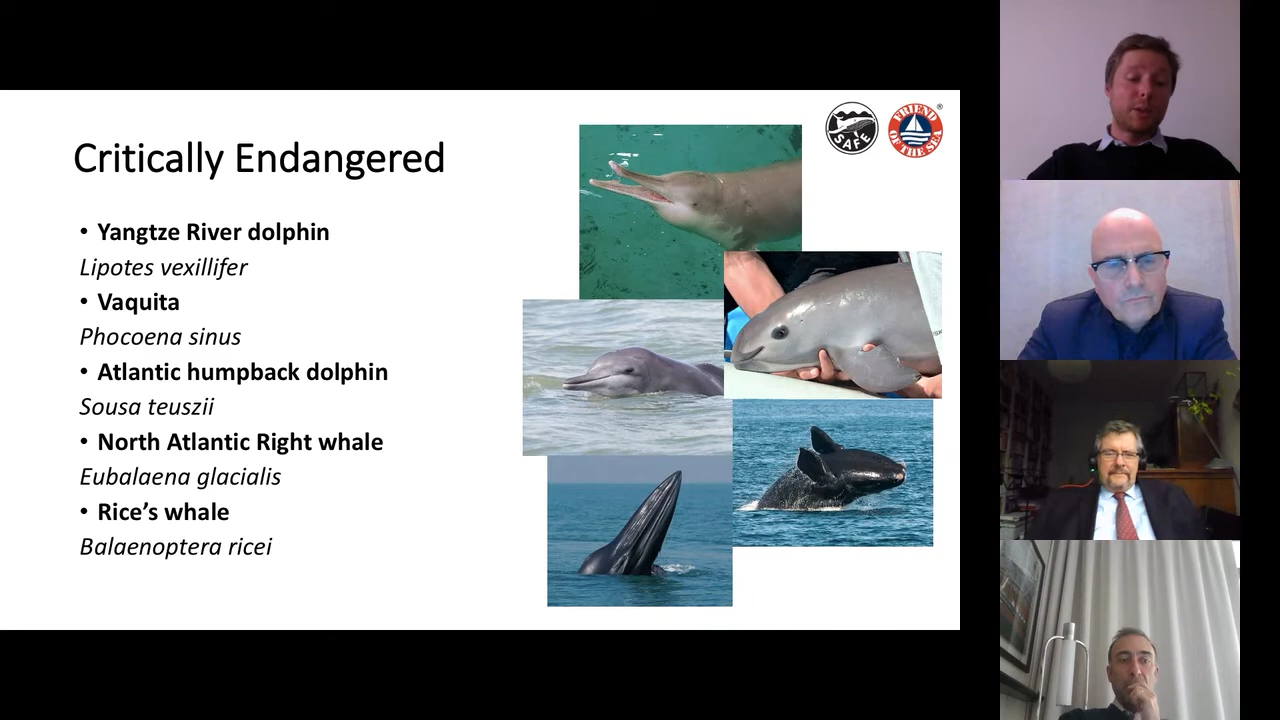 Critically Endangered
• Yangtze River dolphin
Lipotes vexillifer
• Vaquita
Phocoena sinus
• Atlantic humpback dolphin
Sousa teuszii
• North Atlantic Right whale
Eubalaena glacialis
• Rice’s whale
Balaenoptera ricei
SAFE
FRIEND OF THE SEA
®